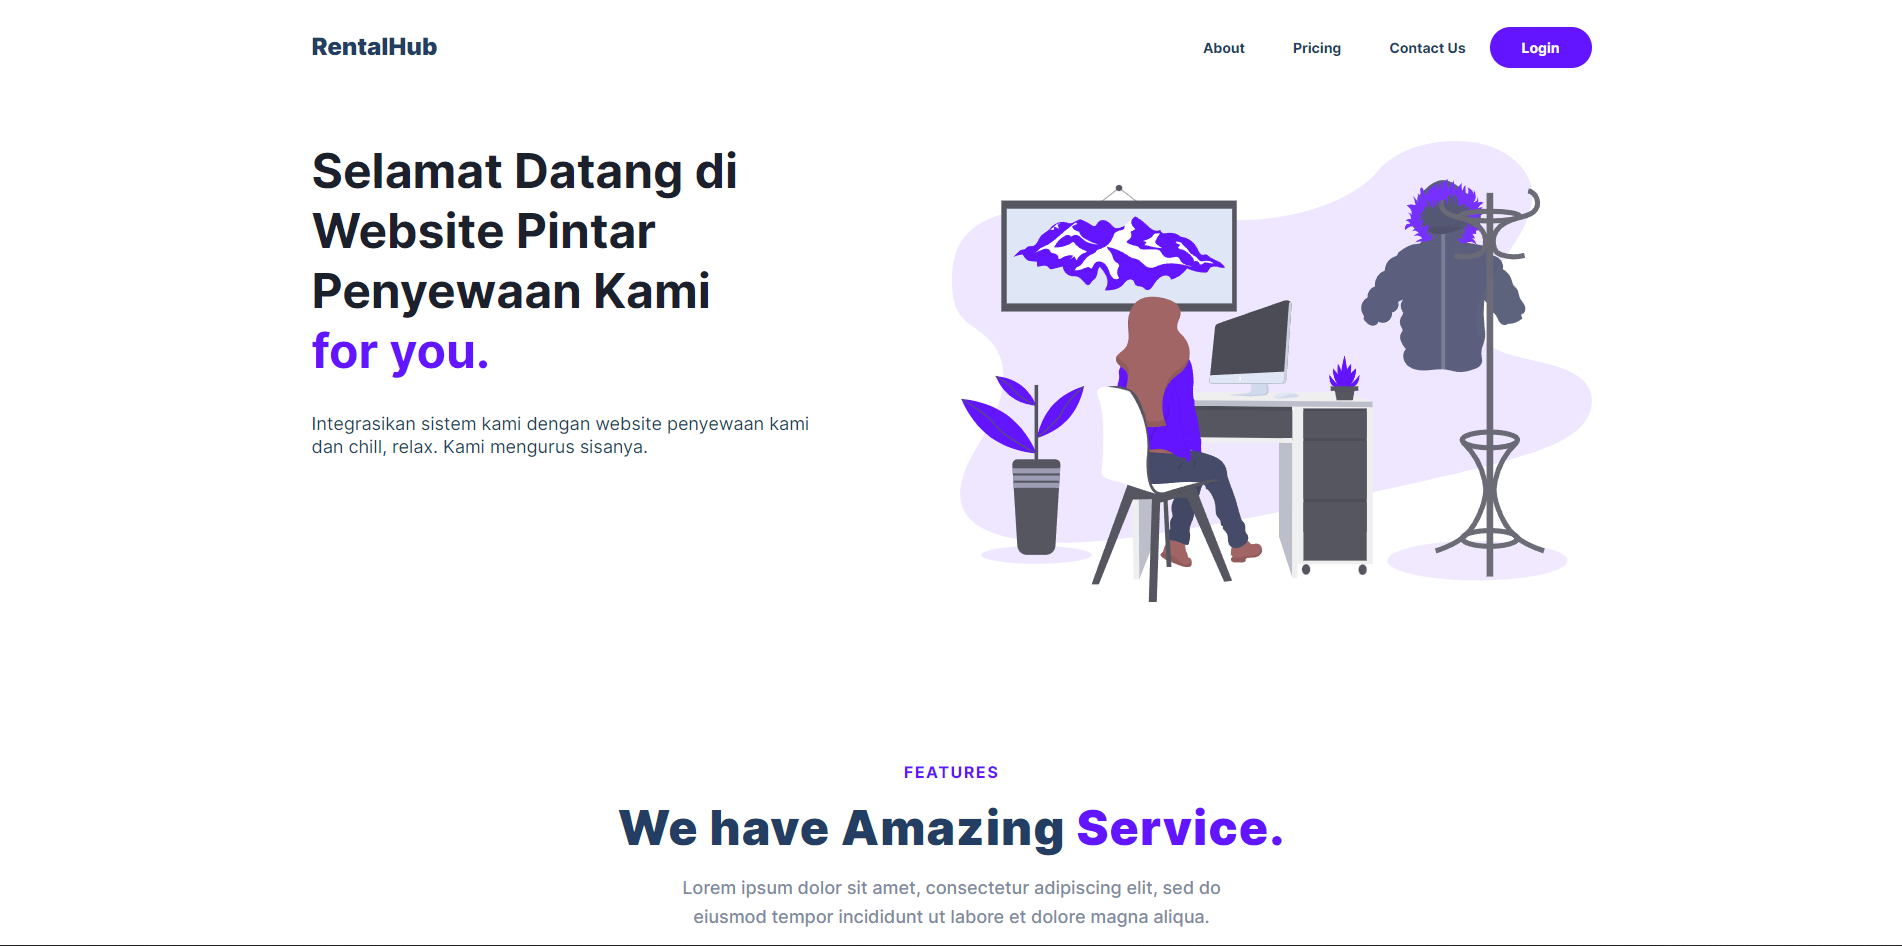 RentalHub
About
Pricing
Contact Us
Login
Selamat Datang di
Website Pintar
Penyewaan Kami
for you.
Integrasikan sistem kami dengan website penyewaan kami
dan chill, relax. Kami mengurus sisanya.
FEATURES
We have Amazing Service.
Lorem ipsum dolor sit amet, consectetur adipiscing elit, sed do
eiusmod tempor incididunt ut labore et dolore magna aliqua.